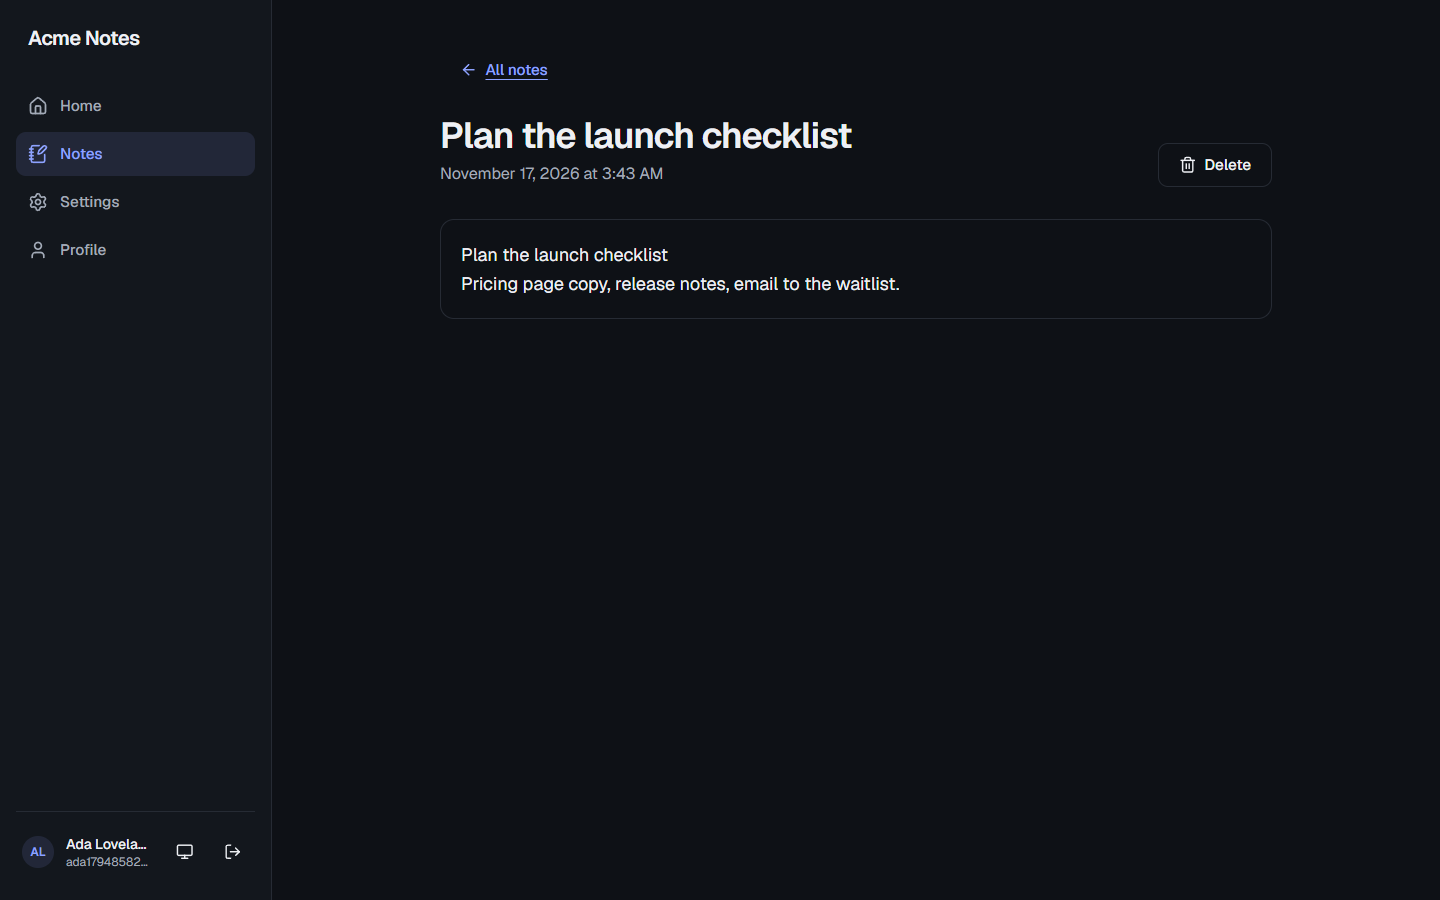 Acme Notes
Home
Notes
Settings
Profile
All notes
Plan the launch checklist
November 17, 2026 at 3:43 AM
Delete
Plan the launch checklist
Pricing page copy, release notes, email to the waitlist.
AL
Ada Lovela...
ada17948582...